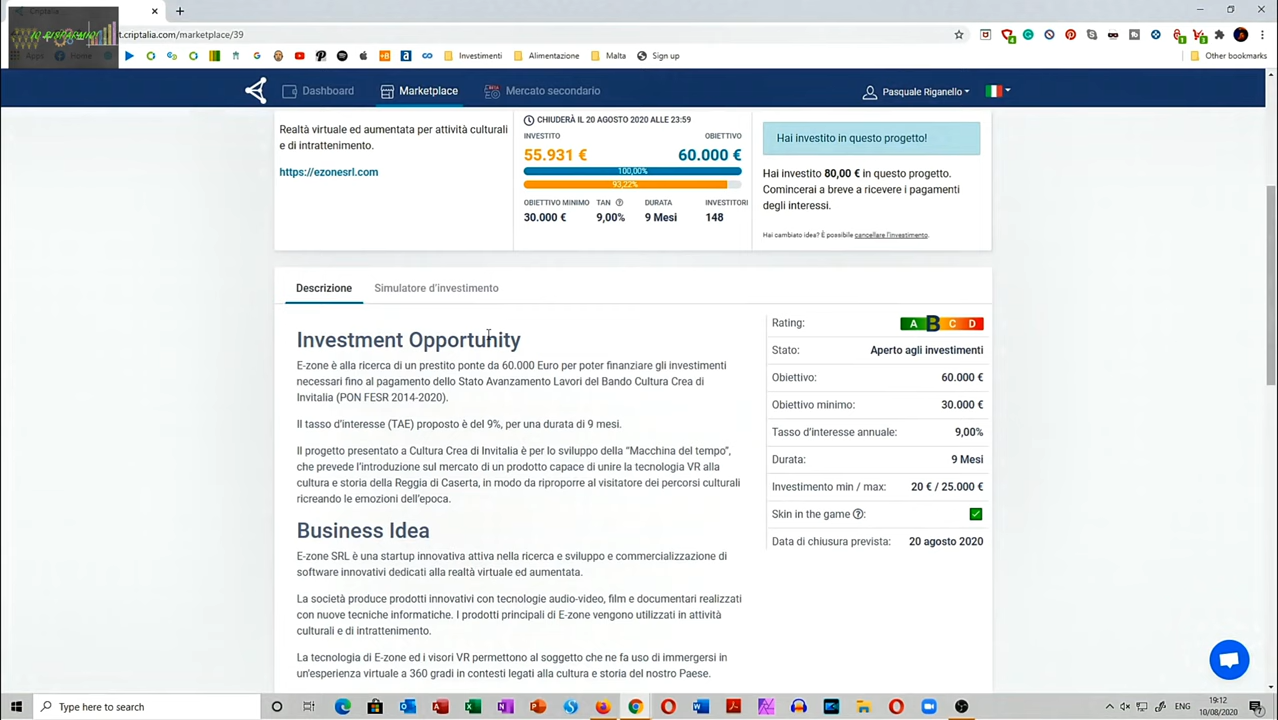 IO RISPARMIO
t.criptalia.com/marketplace/39
Apps
Home
Investimenti
Alimentazione
Malta
Sign up
Other bookmarks
Dashboard
Marketplace
BETA
Mercato secondario
Pasquale Riganello
Realtà virtuale ed aumentata per attività culturali
e di intrattenimento.
https://ezonesrl.com
CHIUDERÀ IL 20 AGOSTO 2020 ALLE 23:59
INVESTITO OBIETTIVO
55.931 € 60.000 €
100,00%
93,22%
OBIETTIVO MINIMO TAN DURATA INVESTITORI
30.000 € 9,00% 9 Mesi 148
Hai investito in questo progetto!
Hai investito 80,00 € in questo progetto.
Comincerai a breve a ricevere i pagamenti
degli interessi.
Hai cambiato idea? È possibile cancellare l'investimento.
Descrizione Simulatore d'investimento
Investment Opportunity
E-zone è alla ricerca di un prestito ponte da 60.000 Euro per poter finanziare gli investimenti
necessari fino al pagamento dello Stato Avanzamento Lavori del Bando Cultura Crea di
Invitalia (PON FESR 2014-2020).
Il tasso d'interesse (TAE) proposto è del 9%, per una durata di 9 mesi.
Il progetto presentato a Cultura Crea di Invitalia è per lo sviluppo della "Macchina del tempo",
che prevede l'introduzione sul mercato di un prodotto capace di unire la tecnologia VR alla
cultura e storia della Reggia di Caserta, in modo da riproporre al visitatore dei percorsi culturali
ricreando le emozioni dell'epoca.
Business Idea
E-zone SRL è una startup innovativa attiva nella ricerca e sviluppo e commercializzazione di
software innovativi dedicati alla realtà virtuale ed aumentata.
La società produce prodotti innovativi con tecnologie audio-video, film e documentari realizzati
con nuove tecniche informatiche. I prodotti principali di E-zone vengono utilizzati in attività
culturali e di intrattenimento.
La tecnologia di E-zone ed i visori VR permettono al soggetto che ne fa uso di immergersi in
un'esperienza virtuale a 360 gradi in contesti legati alla cultura e storia del nostro Paese.
Rating: A B C D
Stato: Aperto agli investimenti
Obiettivo: 60.000 €
Obiettivo minimo: 30.000 €
Tasso d'interesse annuale: 9,00%
Durata: 9 Mesi
Investimento min / max: 20 € / 25.000 €
Skin in the game :
Data di chiusura prevista: 20 agosto 2020
Type here to search
ENG
19:12
10/08/2020